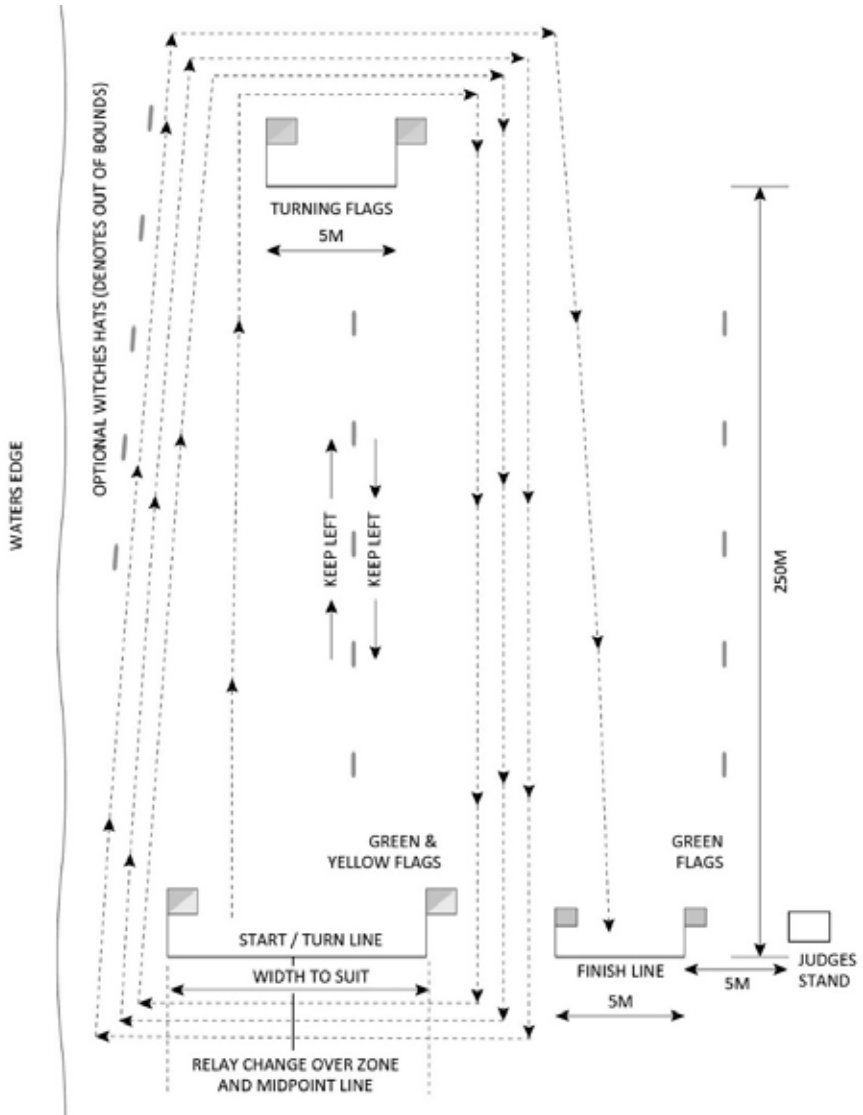 WATERS EDGE
OPTIONAL WITCHES HATS (DENOTES OUT OF BOUNDS)
TURNING FLAGS
5M
KEEP LEFT
KEEP LEFT
250M
GREEN &
YELLOW FLAGS
GREEN
FLAGS
START / TURN LINE
WIDTH TO SUIT
FINISH LINE
5M
5M
JUDGES
STAND
RELAY CHANGE OVER ZONE
AND MIDPOINT LINE